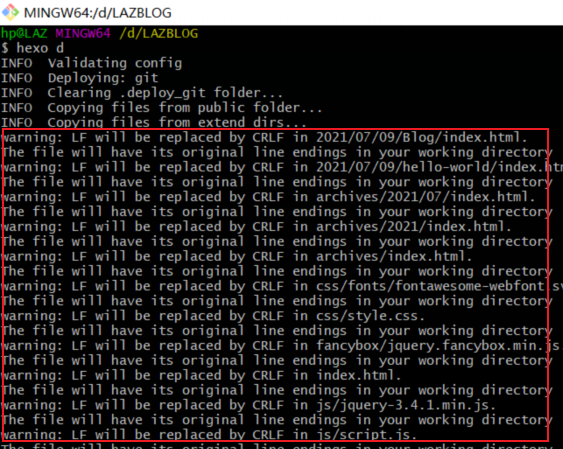 MINGW64:/d/LAZBLOG
hp@LAZ MINGW64 /d/LAZBLOG
$ hexo d
INFO  Validating config
INFO  Deploying: git
INFO  Clearing .deploy_git folder...
INFO  Copying files from public folder...
INFO  Copying files from extend dirs...
warning: LF will be replaced by CRLF in 2021/07/09/Blog/index.html.
The file will have its original line endings in your working directory
warning: LF will be replaced by CRLF in 2021/07/09/hello-world/index.ht
The file will have its original line endings in your working directory
warning: LF will be replaced by CRLF in archives/2021/07/index.html.
The file will have its original line endings in your working directory
warning: LF will be replaced by CRLF in archives/2021/index.html.
The file will have its original line endings in your working directory
warning: LF will be replaced by CRLF in archives/index.html.
The file will have its original line endings in your working directory
warning: LF will be replaced by CRLF in css/fonts/fontawesome-webfont.sv
The file will have its original line endings in your working directory
warning: LF will be replaced by CRLF in css/style.css.
The file will have its original line endings in your working directory
warning: LF will be replaced by CRLF in fancybox/jquery.fancybox.min.js
The file will have its original line endings in your working directory
warning: LF will be replaced by CRLF in index.html.
The file will have its original line endings in your working directory
warning: LF will be replaced by CRLF in js/jquery-3.4.1.min.js.
The file will have its original line endings in your working directory
warning: LF will be replaced by CRLF in js/script.js.
The file will have its original line endings in your working directory